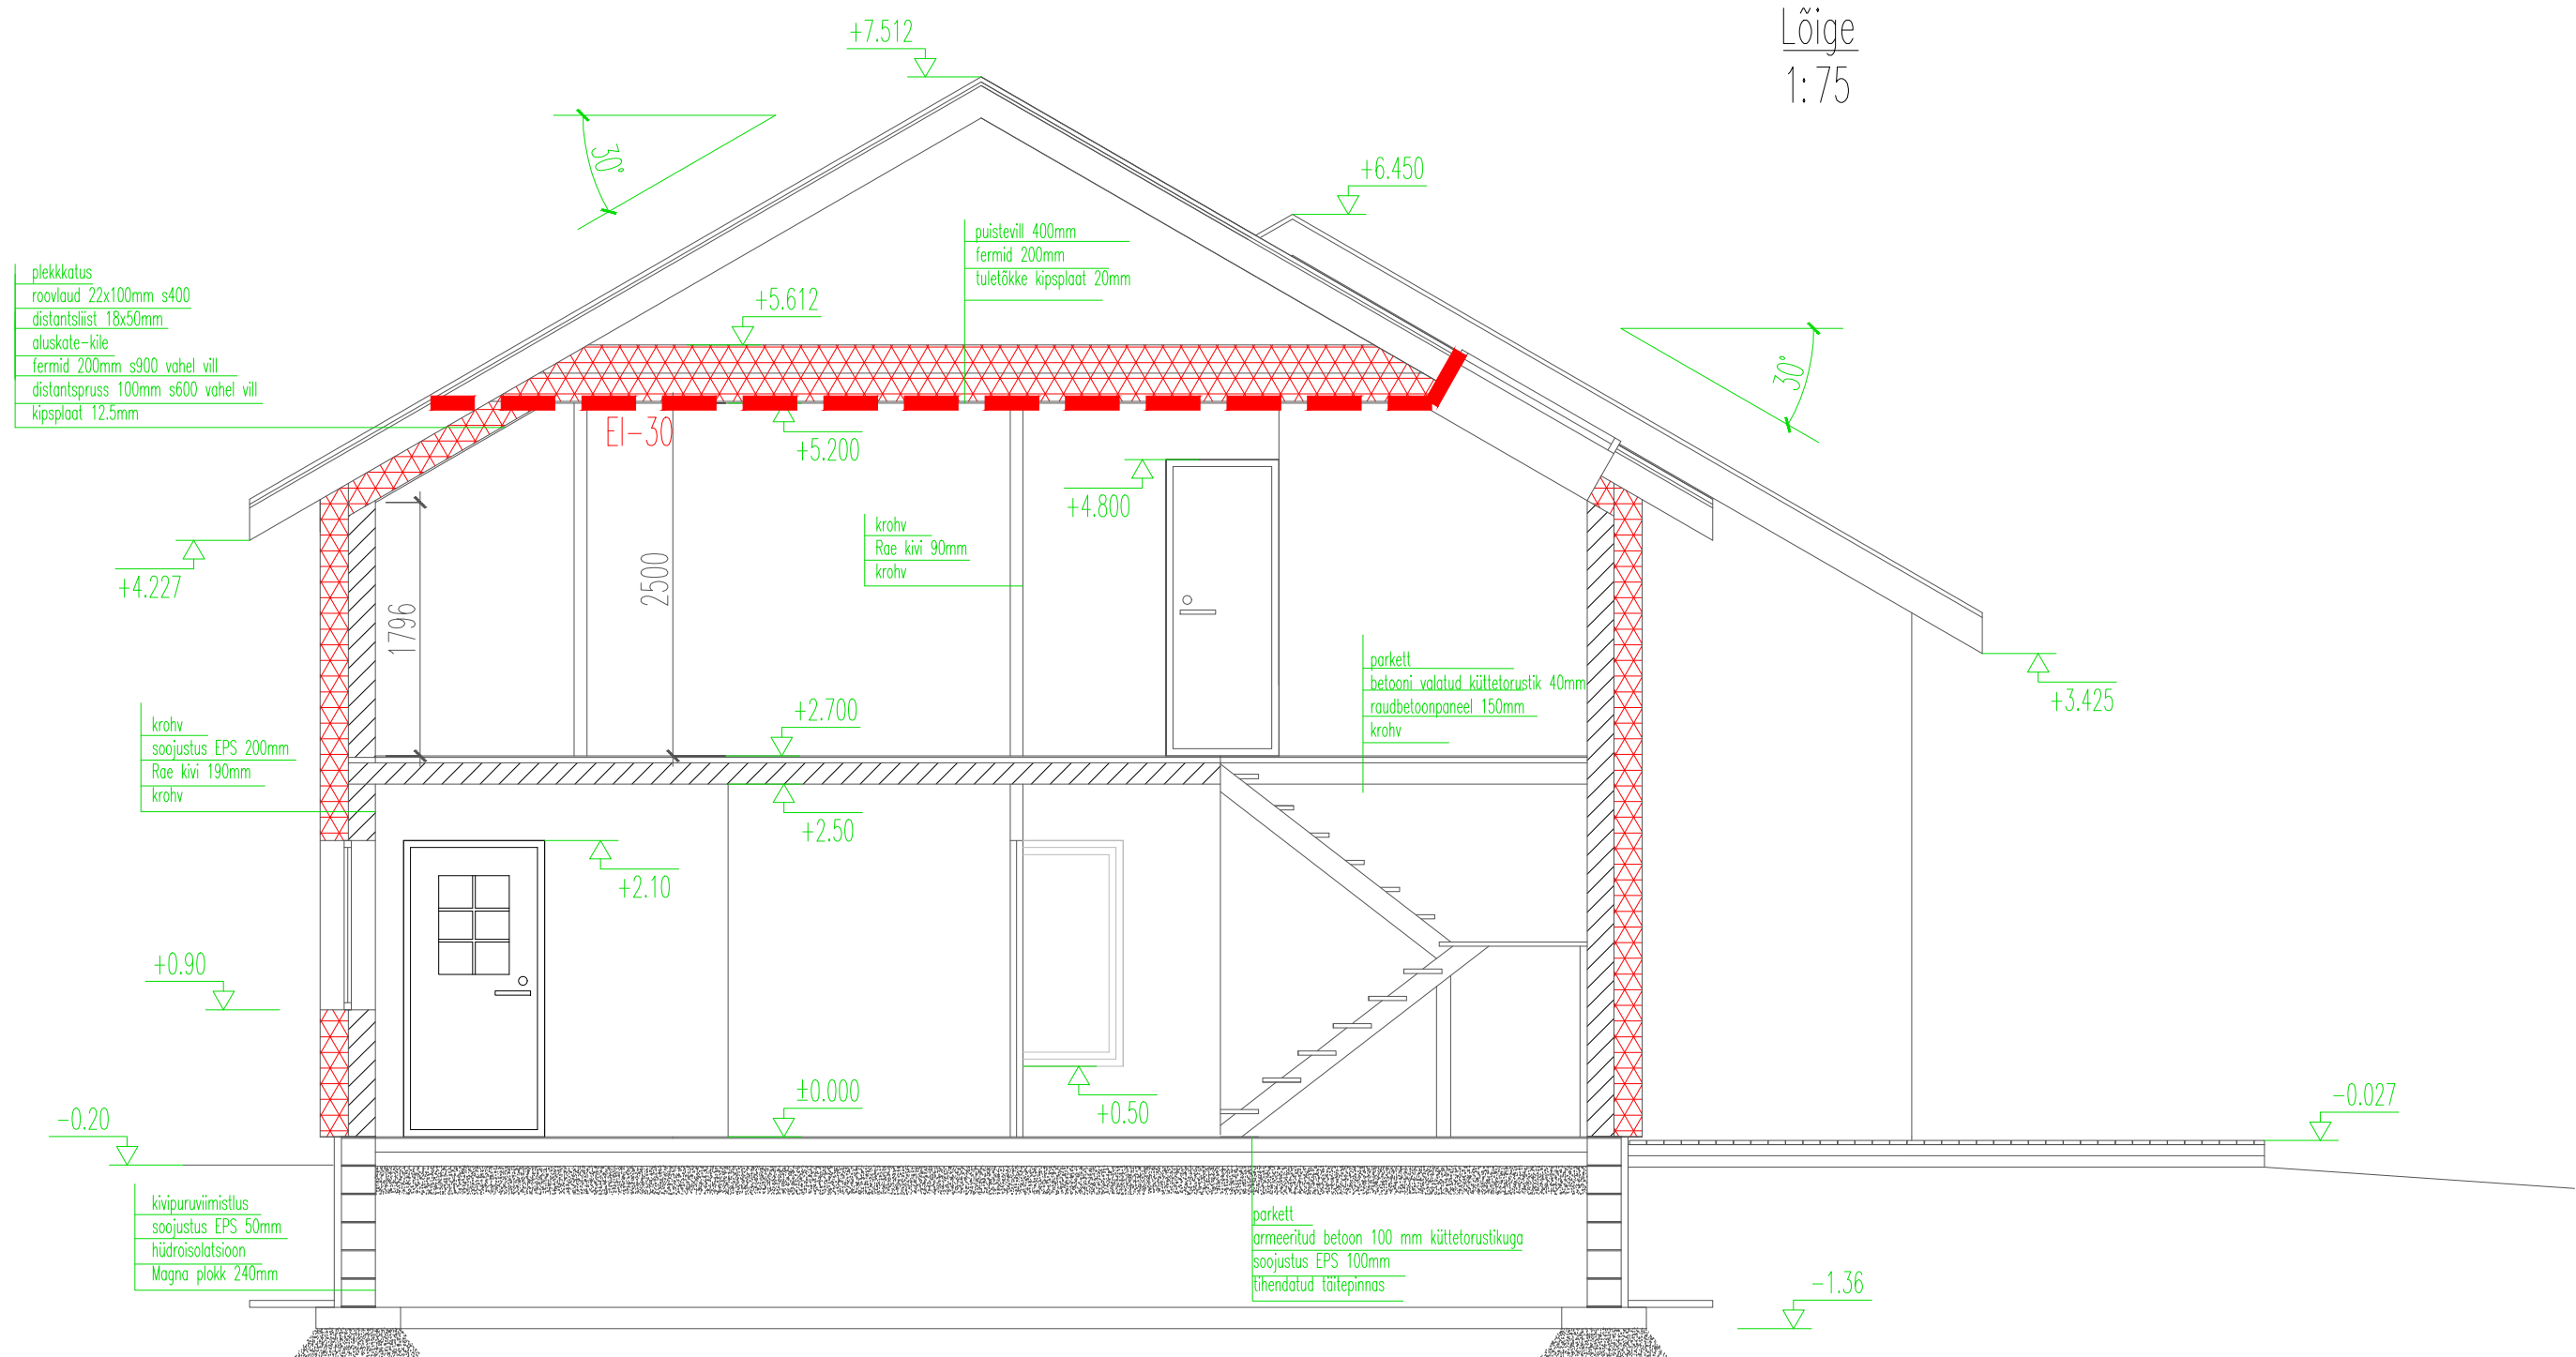 Lõige
1:75
+7.512
30°
+6.450
puistevill 400mm
fermid 200mm
tuletõkke kipsplaat 20mm
plekkkatus
roovlaud 22x100mm s400
distantsliist 18x50mm
aluskate-kile
fermid 200mm s900 vahel vill
distantspruss 100mm s600 vahel vill
kipsplaat 12.5mm
+5.612
30°
EI-30
+5.200
+4.800
krohv
Rae kivi 90mm
krohv
+4.227
1796
2500
parkett
betooni valatud küttetorustik 40mm
raudbetoonpaneel 150mm
krohv
+3.425
+2.700
krohv
soojustus EPS 200mm
Rae kivi 190mm
krohv
+2.50
+2.10
+0.90
±0.000
+0.50
-0.20
-0.027
kivipuruviimistlus
soojustus EPS 50mm
hüdroisolatsioon
Magna plokk 240mm
parkett
armeeritud betoon 100 mm küttetorustikuga
soojustus EPS 100mm
tihendatud täitepinnas
-1.36